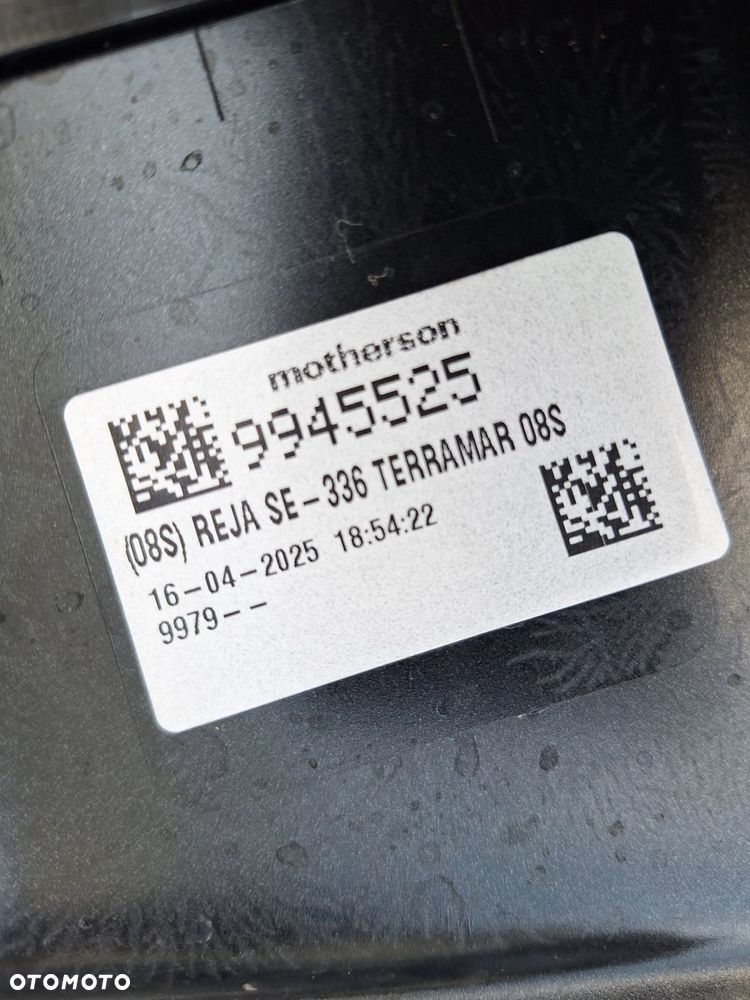 motherson
9945525
(08S) REJA SE-336 TERRAMAR 08S
16-04-2025 18:54:22
9979--
OTOMOTO